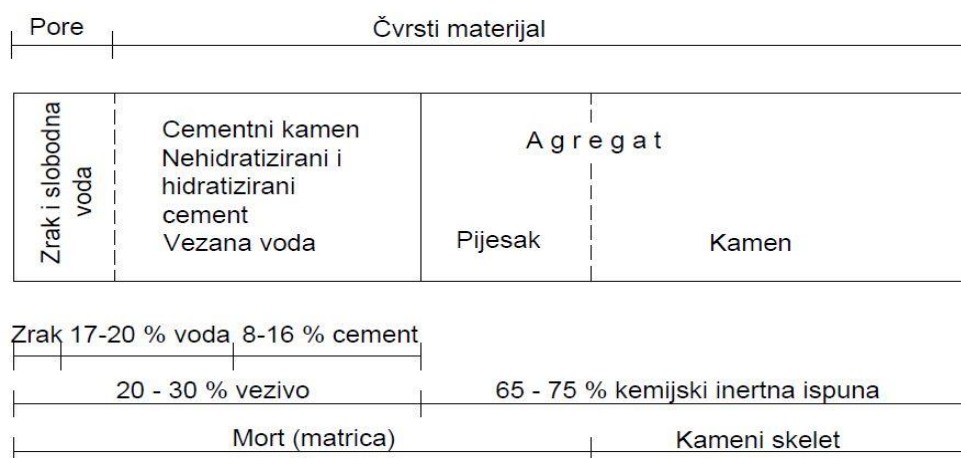 Pore
Čvrsti materijal
Zrak i slobodna
voda
Cementni kamen
Nehidratizirani i
hidratizirani
cement
Vezana voda
Agregat
Pijesak
Kamen
Zrak 17-20 % voda 8-16 % cement
20 - 30 % vezivo
65 - 75 % kemijski inertna ispuna
Mort (matrica)
Kameni skelet